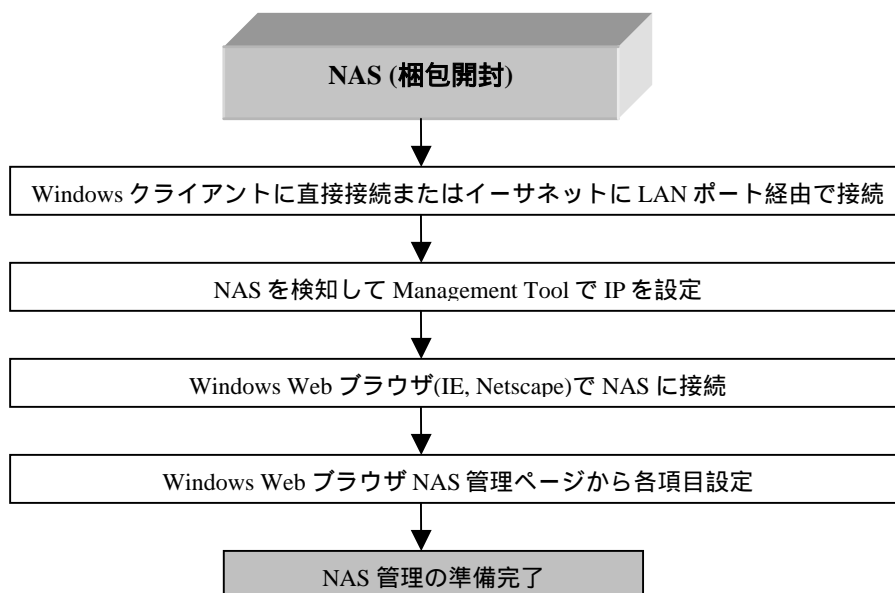 NAS (梱包開封)
Windows クライアントに直接接続またはイーサネットに LAN ポート経由で接続
NAS を検知して Management Tool で IP を設定
Windows Web ブラウザ(IE, Netscape)で NAS に接続
Windows Web ブラウザ NAS 管理ページから各項目設定
NAS 管理の準備完了